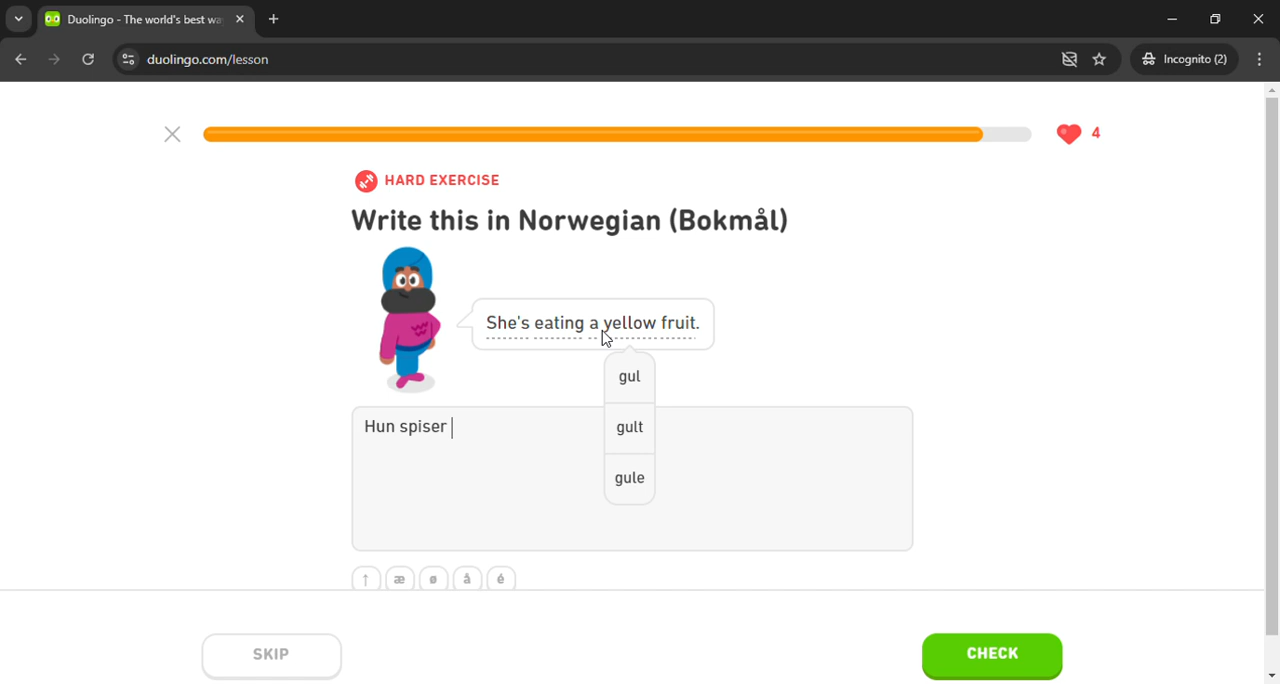 Duolingo - The world's best wa
duolingo.com/lesson
Incognito (2)
4
HARD EXERCISE
Write this in Norwegian (Bokmål)
She's eating a yellow fruit.
gul
gult
gule
Hun spiser
↑ æ ø å é
SKIP
CHECK